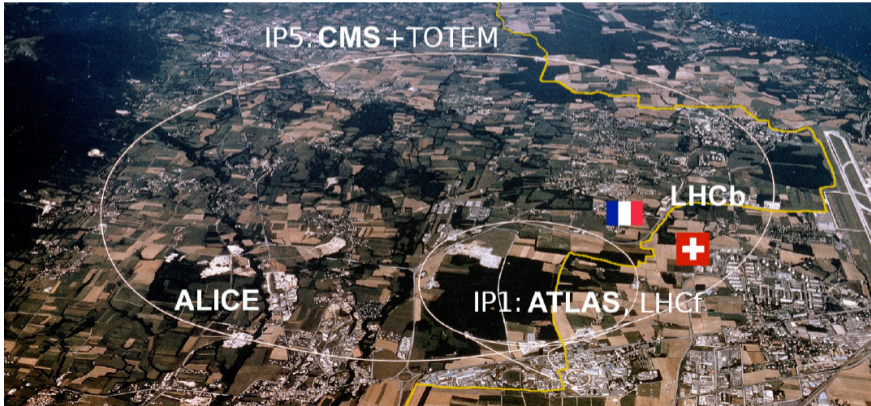 IP5: CMS + TOTEM
LHCb
ALICE
IP1: ATLAS, LHCf